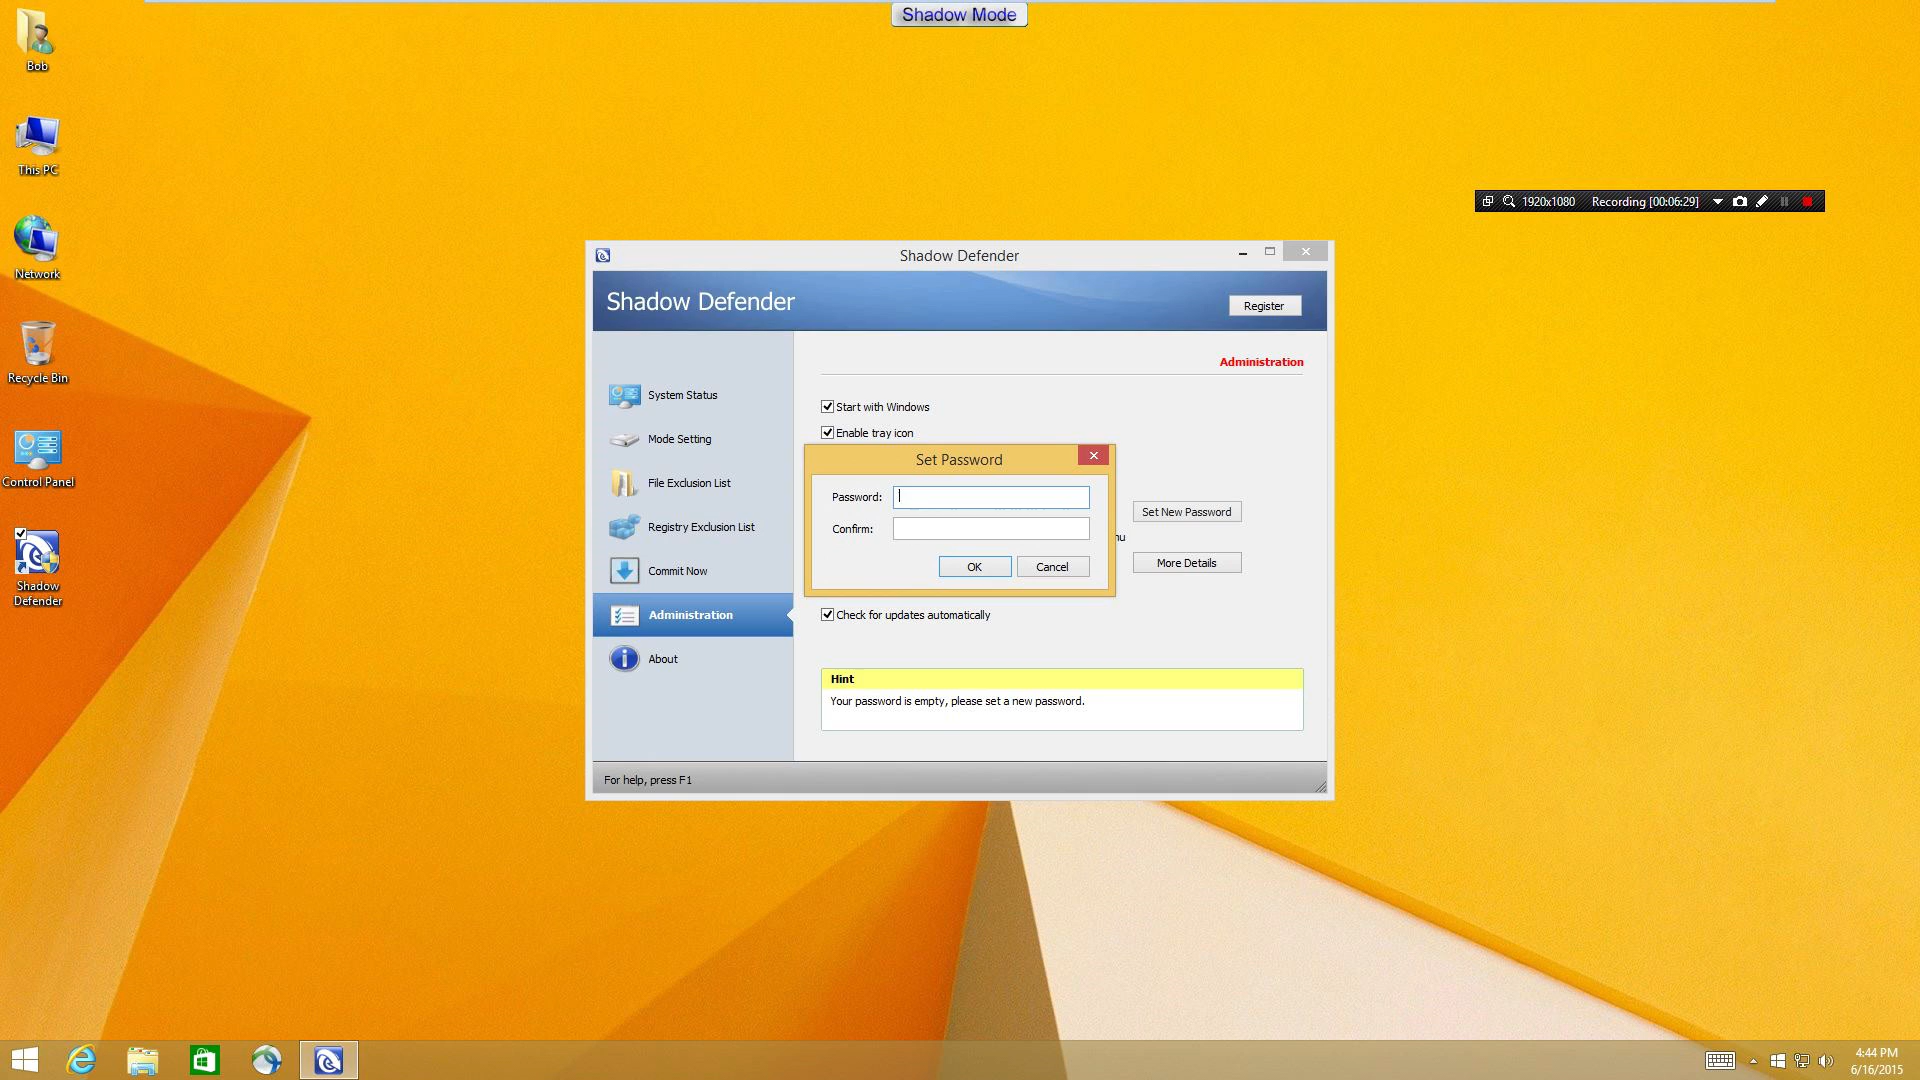 Shadow Mode
Bob
This PC
Network
Recycle Bin
Control Panel
Shadow
Defender
1920x1080 Recording [00:06:29]
Shadow Defender
Shadow Defender
Register
System Status
Mode Setting
File Exclusion List
Registry Exclusion List
Commit Now
Administration
About
Administration
Start with Windows
Enable tray icon
Set Password
Password:
Confirm:
OK Cancel
Set New Password
nu
More Details
Check for updates automatically
Hint
Your password is empty, please set a new password.
For help, press F1
4:44 PM
6/16/2015